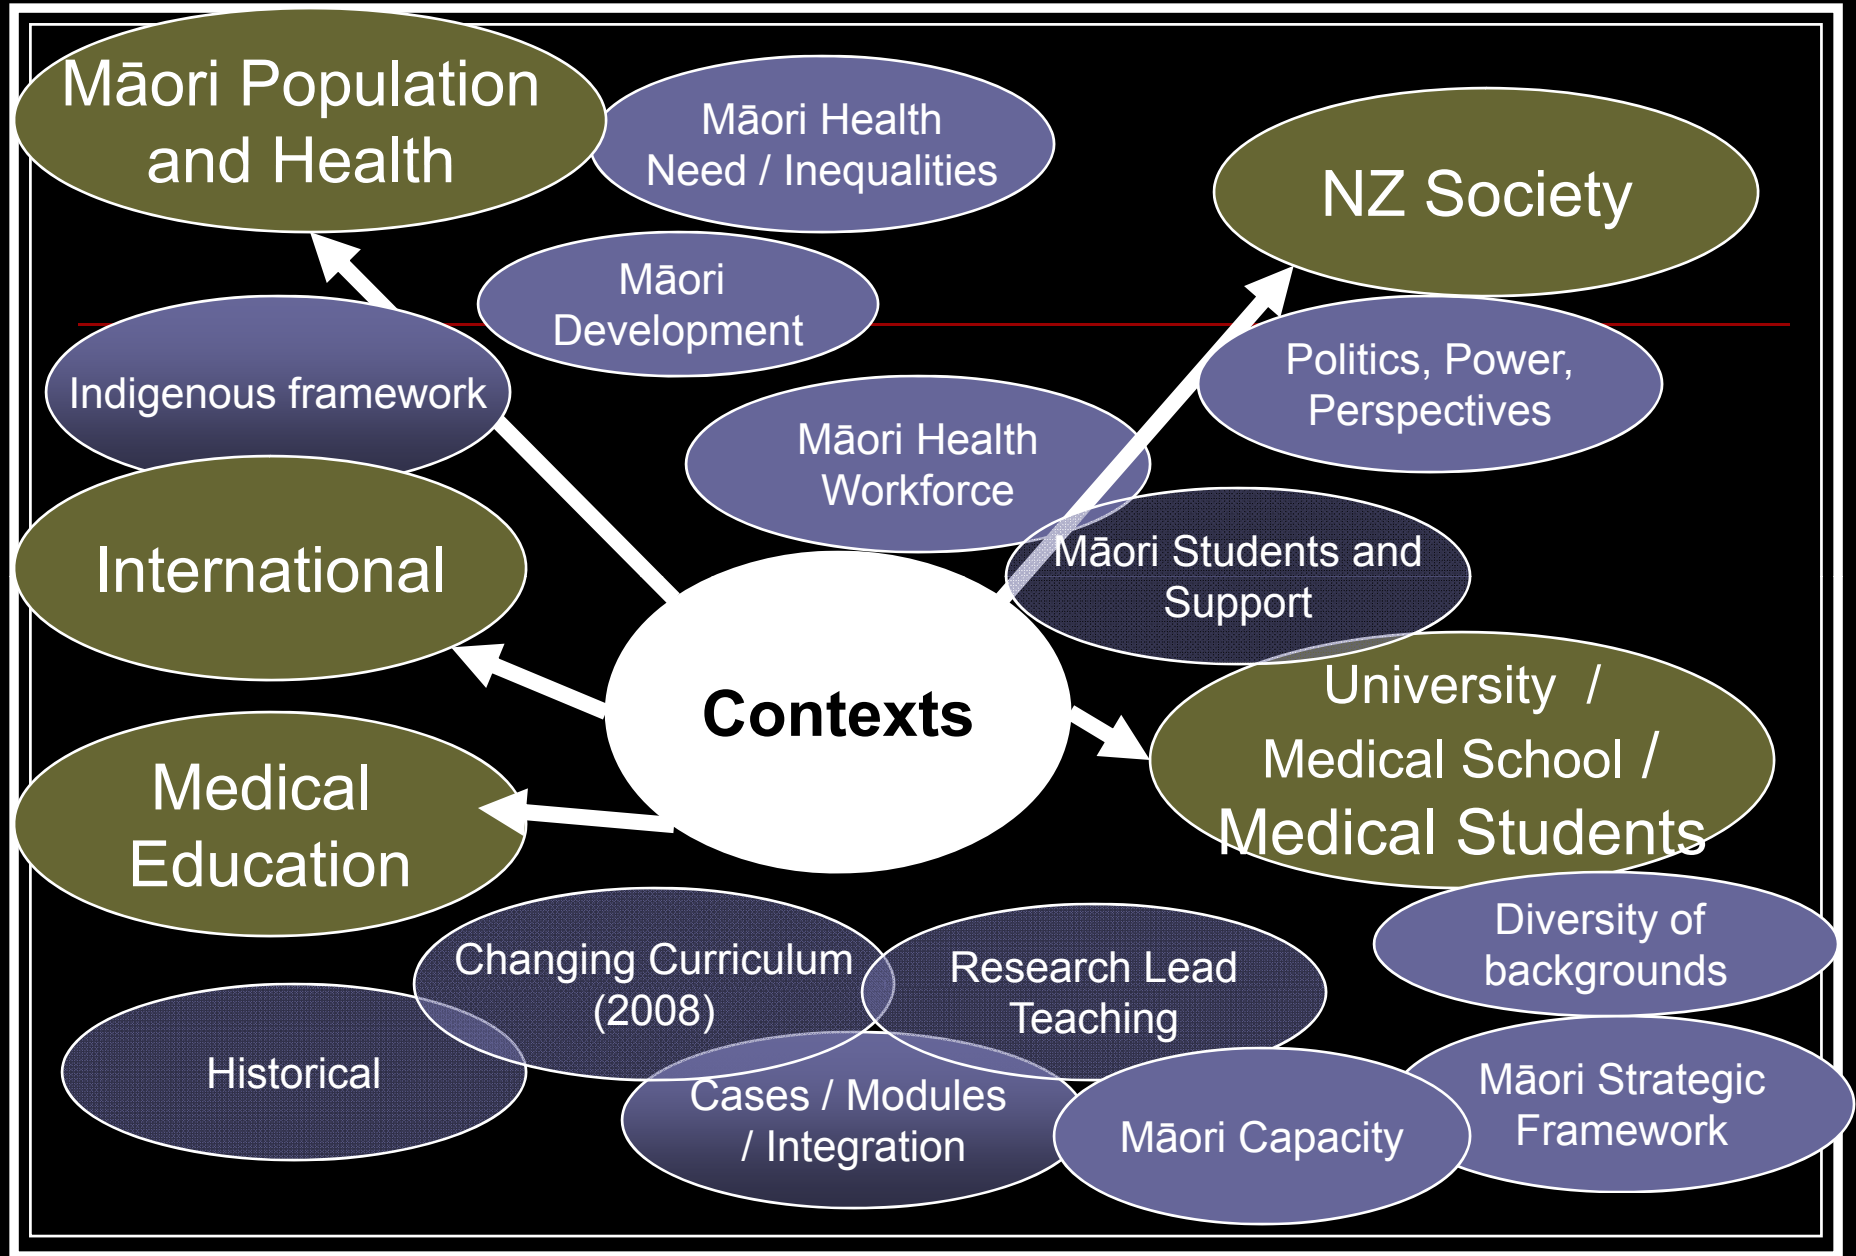 Māori Population
and Health
Māori Health
Need / Inequalities
NZ Society
Māori
Development
Indigenous framework
Politics, Power,
Perspectives
Māori Health
Workforce
International
Māori Students and
Support
Contexts
University /
Medical School /
Medical Students
Medical
Education
Changing Curriculum
(2008)
Research Lead
Teaching
Diversity of
backgrounds
Historical
Cases / Modules
/ Integration
Māori Capacity
Māori Strategic
Framework